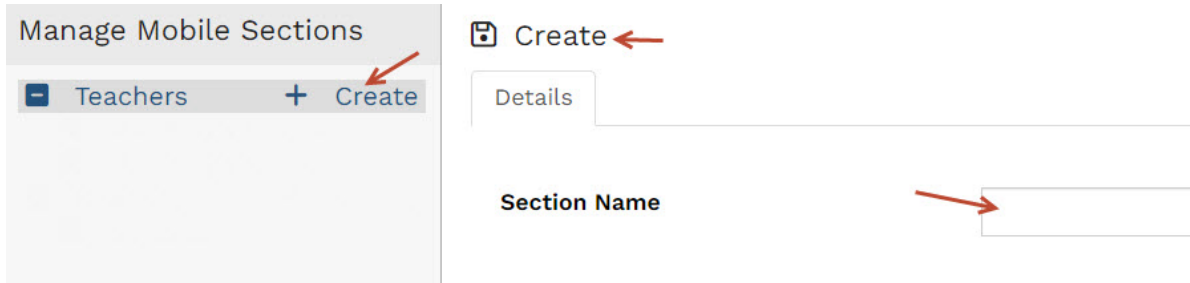 Manage Mobile Sections
Teachers + Create
Create
Details
Section Name